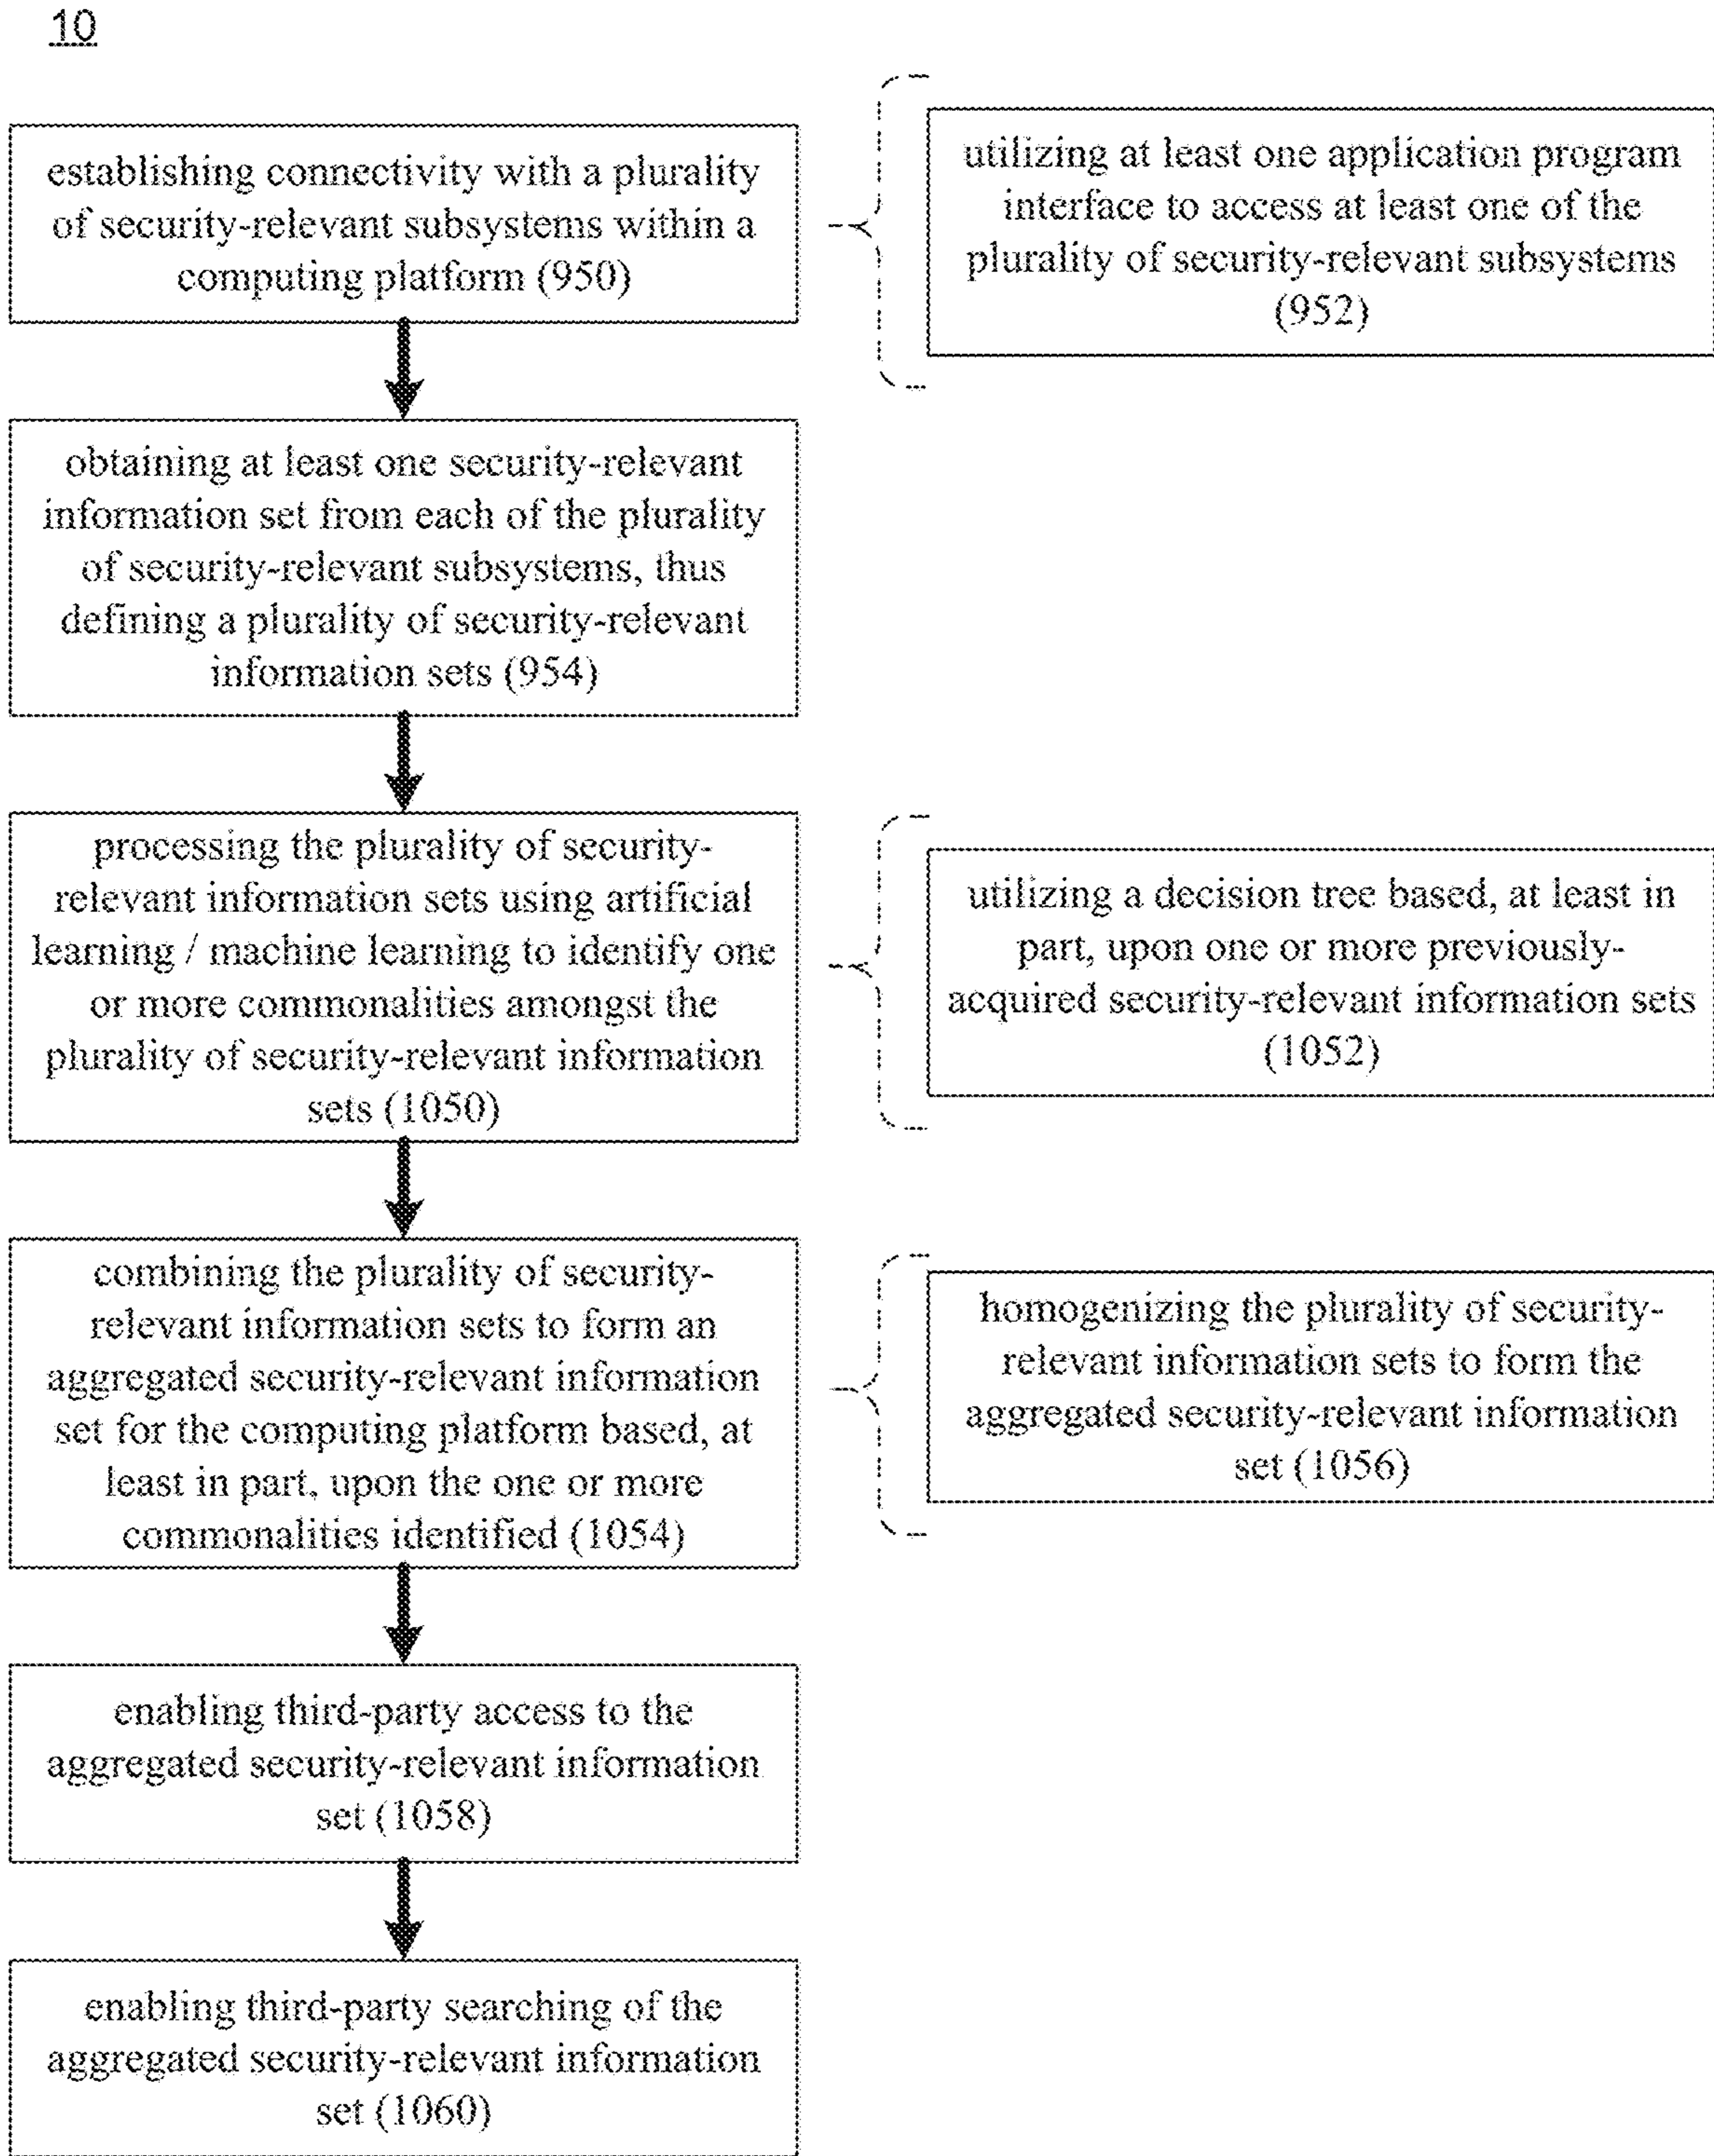 10
establishing connectivity with a plurality
of security-relevant subsystems within a
computing platform (950)
utilizing at least one application program
interface to access at least one of the
plurality of security-relevant subsystems
(952)
obtaining at least one security-relevant
information set from each of the plurality
of security-relevant subsystems, thus
defining a plurality of security-relevant
information sets (954)
processing the plurality of security-
relevant information sets using artificial
learning / machine learning to identify one
or more commonalities amongst the
plurality of security-relevant information
sets (1050)
utilizing a decision tree based, at least in
part, upon one or more previously-
acquired security-relevant information sets
(1052)
combining the plurality of security-
relevant information sets to form an
aggregated security-relevant information
set for the computing platform based, at
least in part, upon the one or more
commonalities identified (1054)
homogenizing the plurality of security-
relevant information sets to form the
aggregated security-relevant information
set (1056)
enabling third-party access to the
aggregated security-relevant information
set (1058)
enabling third-party searching of the
aggregated security-relevant information
set (1060)